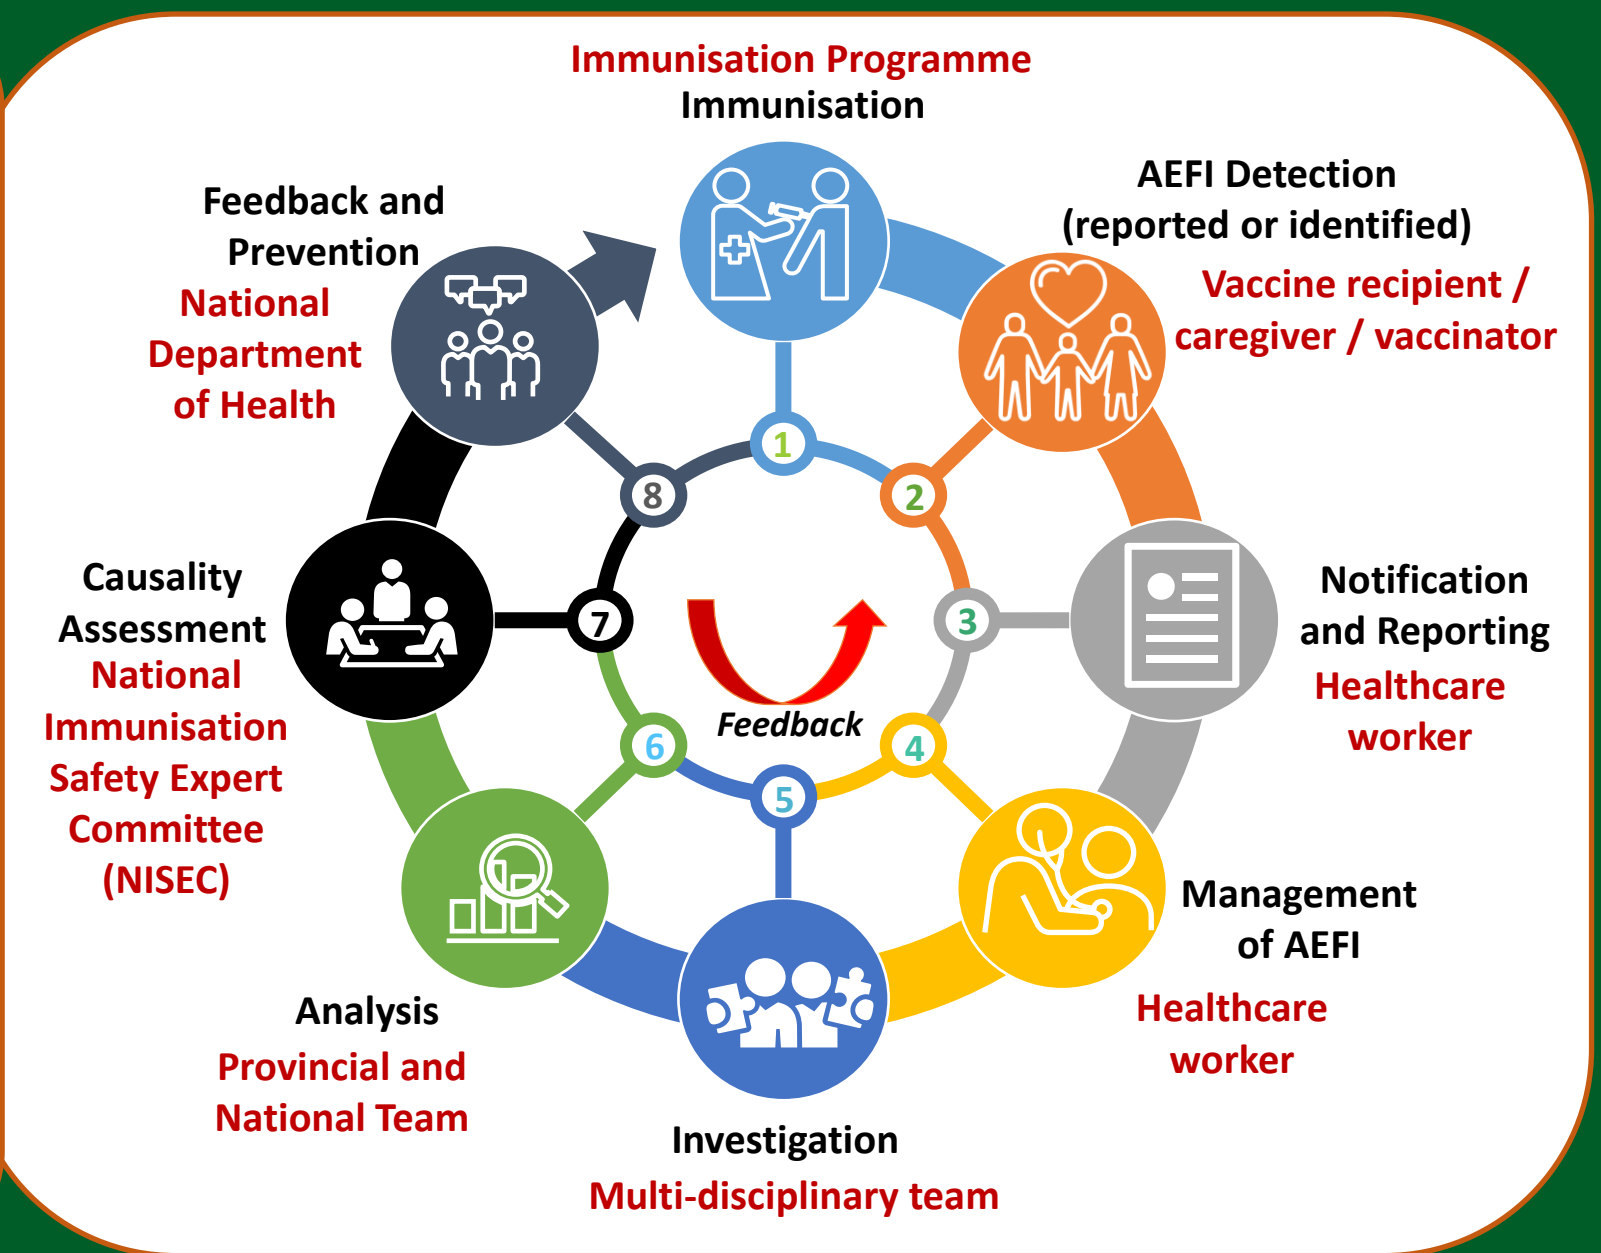 Immunisation Programme
Immunisation
AEFI Detection
(reported or identified)
Vaccine recipient /
caregiver / vaccinator
Notification
and Reporting
Healthcare
worker
Management
of AEFI
Healthcare
worker
Investigation
Multi-disciplinary team
Analysis
Provincial and
National Team
Causality
Assessment
National
Immunisation
Safety Expert
Committee
(NISEC)
Feedback and
Prevention
National
Department
of Health
1
2
3
4
5
6
7
8
Feedback